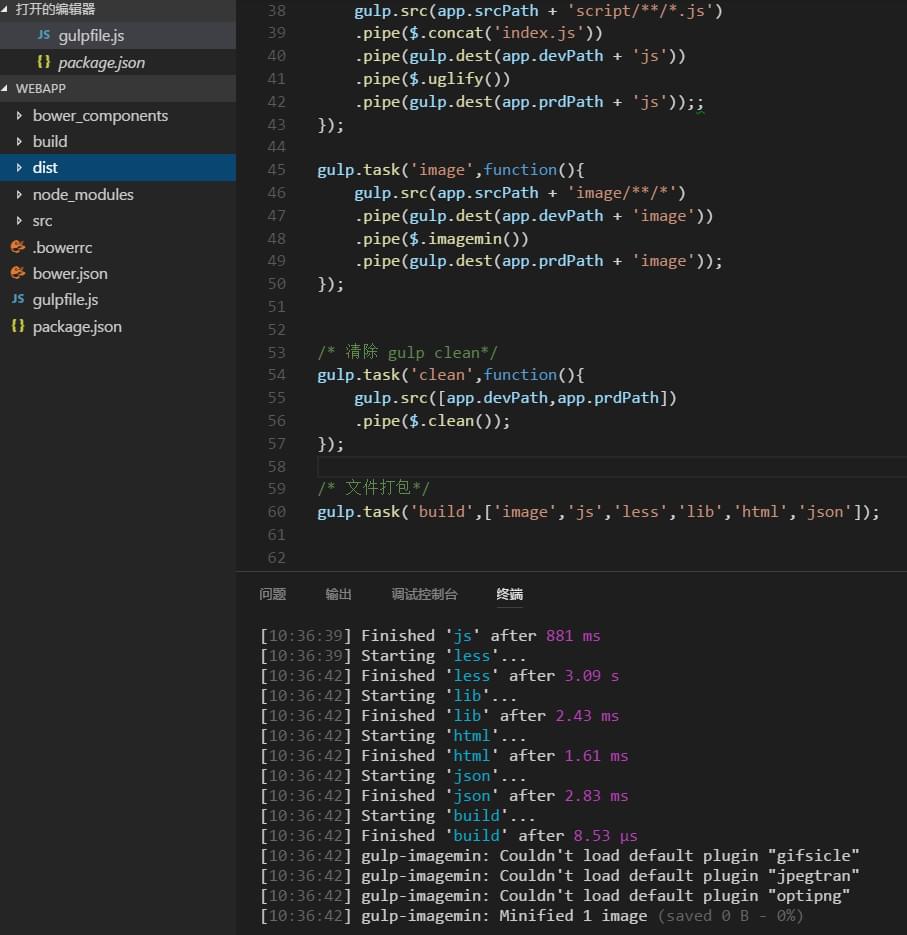 打开的编辑器
JS gulpfile.js
{} package.json
WEBAPP
bower_components
build
dist
node_modules
src
.bowerrc
bower.json
JS gulpfile.js
{} package.json
38 gulp.src(app.srcPath + 'script/**/*.js')
39 .pipe($.concat('index.js'))
40 .pipe(gulp.dest(app.devPath + 'js'))
41 .pipe($.uglify())
42 .pipe(gulp.dest(app.prdPath + 'js'));;
43 });
44
45 gulp.task('image',function(){
46 gulp.src(app.srcPath + 'image/**/*')
47 .pipe(gulp.dest(app.devPath + 'image'))
48 .pipe($.imagemin())
49 .pipe(gulp.dest(app.prdPath + 'image'));
50 });
51
52
53 /* 清除 gulp clean*/
54 gulp.task('clean',function(){
55 gulp.src([app.devPath,app.prdPath])
56 .pipe($.clean());
57 });
58
59 /* 文件打包*/
60 gulp.task('build',['image','js','less','lib','html','json']);
61
62
问题 输出 调试控制台 终端
[10:36:39] Finished 'js' after 881 ms
[10:36:39] Starting 'less'...
[10:36:42] Finished 'less' after 3.09 s
[10:36:42] Starting 'lib'...
[10:36:42] Finished 'lib' after 2.43 ms
[10:36:42] Starting 'html'...
[10:36:42] Finished 'html' after 1.61 ms
[10:36:42] Starting 'json'...
[10:36:42] Finished 'json' after 2.83 ms
[10:36:42] Starting 'build'...
[10:36:42] Finished 'build' after 8.53 μs
[10:36:42] gulp-imagemin: Couldn't load default plugin "gifsicle"
[10:36:42] gulp-imagemin: Couldn't load default plugin "jpegtran"
[10:36:42] gulp-imagemin: Couldn't load default plugin "optipng"
[10:36:42] gulp-imagemin: Minified 1 image (saved 0 B - 0%)